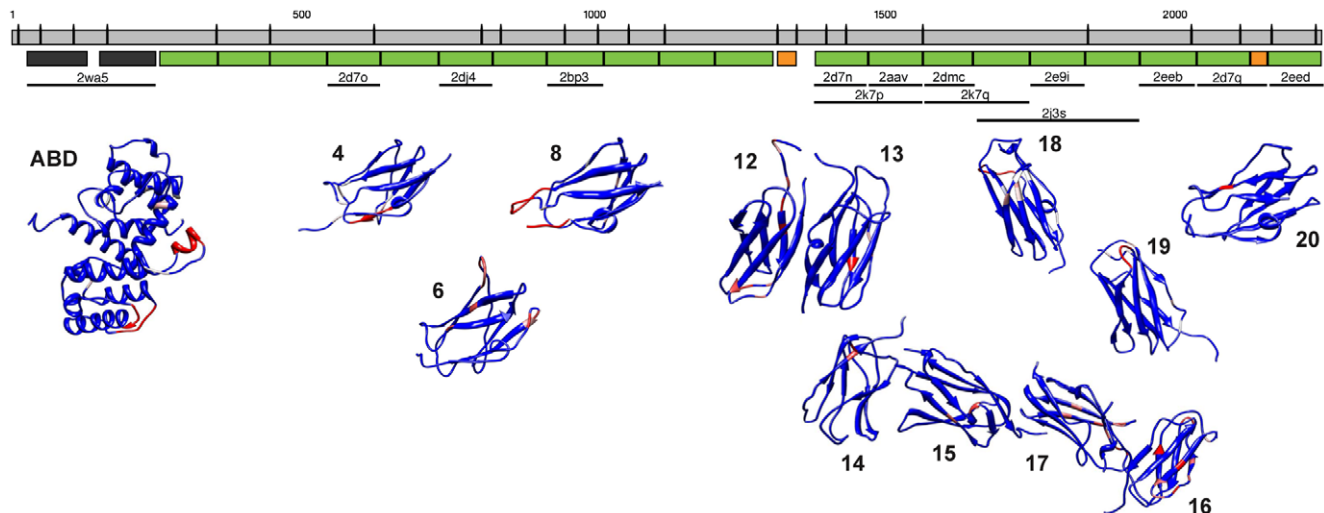 1 500 1000 1500 2000
2wa5 2d7o 2dj4 2bp3 2d7n 2aav 2dmc 2e9i 2eeb 2d7q 2eed
2k7p 2k7q
2j3s
ABD 4 8 12 13 18 20
6 19
14 15 17 16